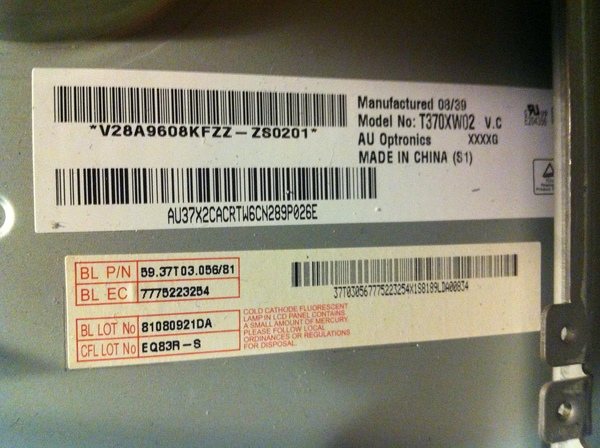 *V28A9608KFZZ-ZS0201*
Manufactured 08/39
Model No: T370XW02 V.C
AU Optronics XXXXG
MADE IN CHINA (S1)
AU37X2CACRTW6CN289P026E
BL P/N 59.37T03.056/81
BL EC 7775223254
BL LOT No 81080921DA
CFL LOT No EQ83R-S
COLD CATHODE FLUORESCENT
LAMP IN LCD PANEL CONTAINS
A SMALL AMOUNT OF MERCURY
PLEASE FOLLOW LOCAL
ORDINANCES OR REGULATIONS
FOR DISPOSAL.
37T030567775223254X1S8189LDA00834